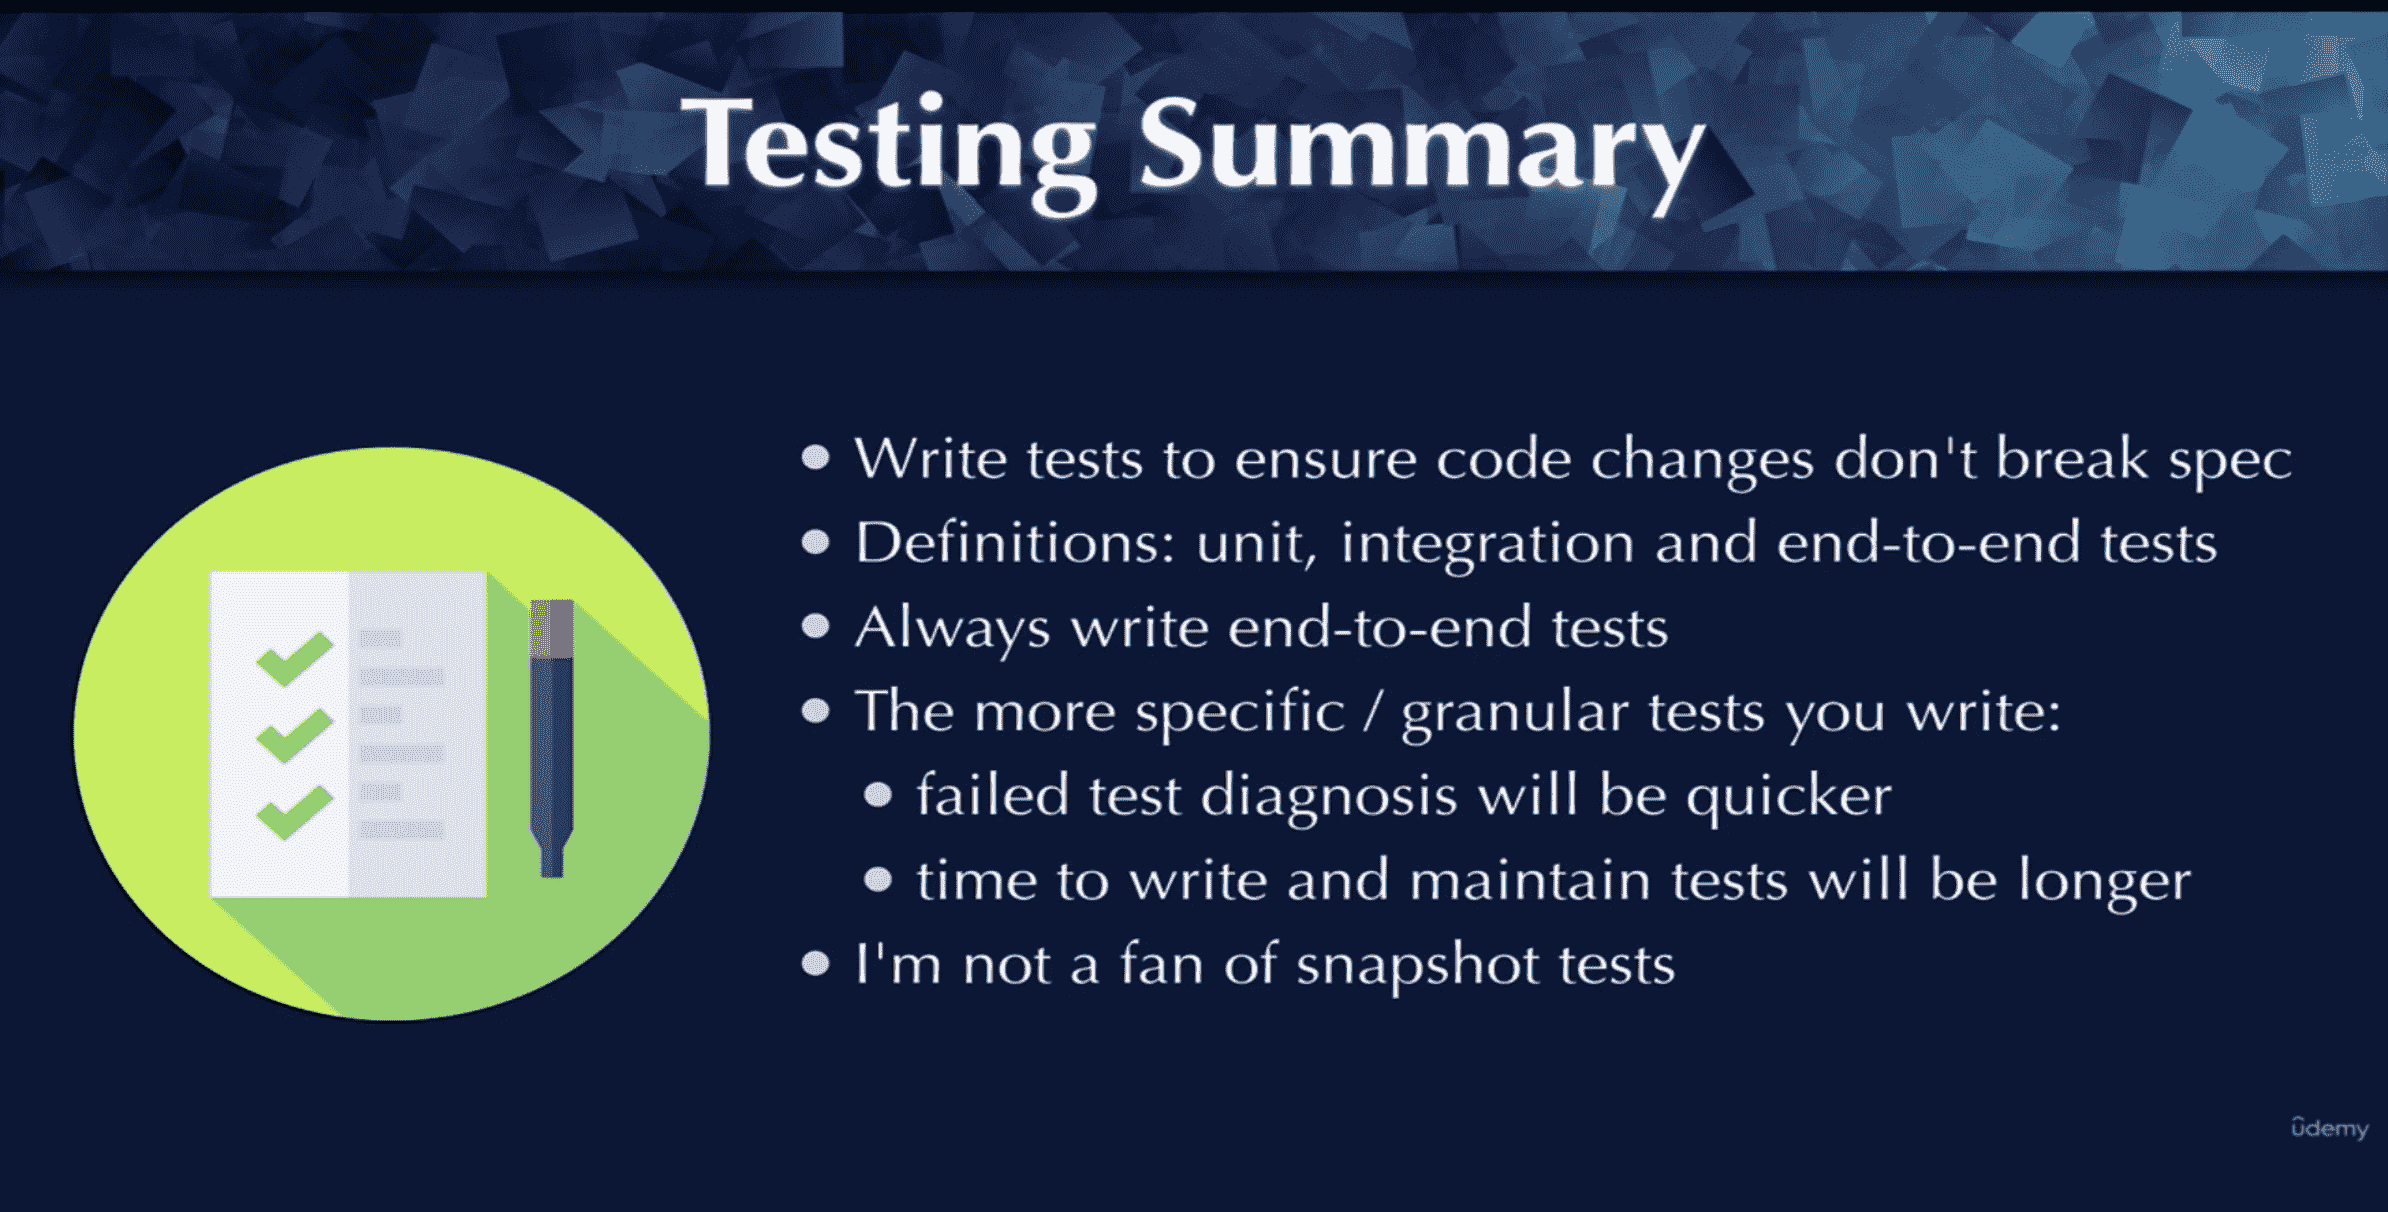 Testing Summary
Write tests to ensure code changes don't break spec
Definitions: unit, integration and end-to-end tests
Always write end-to-end tests
The more specific / granular tests you write:
failed test diagnosis will be quicker
time to write and maintain tests will be longer
I'm not a fan of snapshot tests
ûdemy